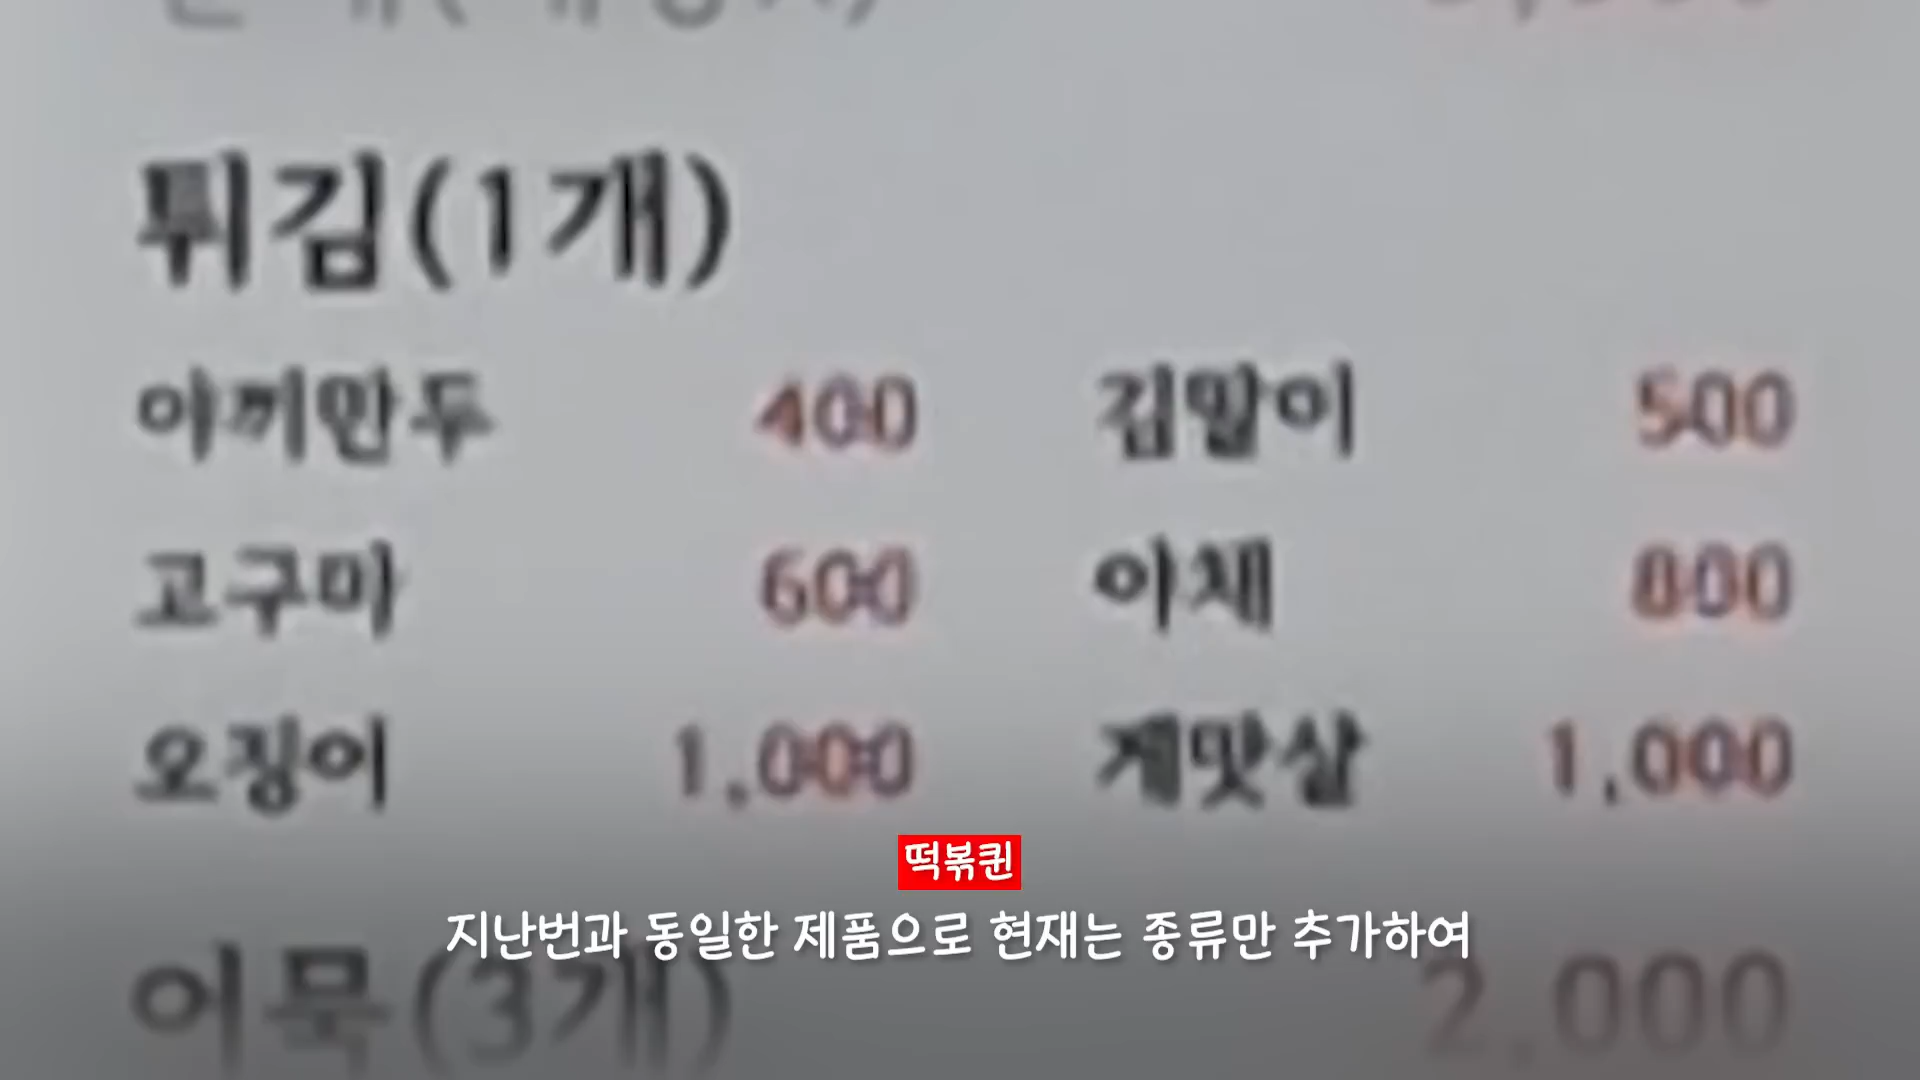 튀김(1개)
야끼만두 400 김말이 500
고구마 600 야채 800
오징어 1,000 게맛살 1,000
떡볶퀸
지난번과 동일한 제품으로 현재는 종류만 추가하여
어묵(3개) 2,000